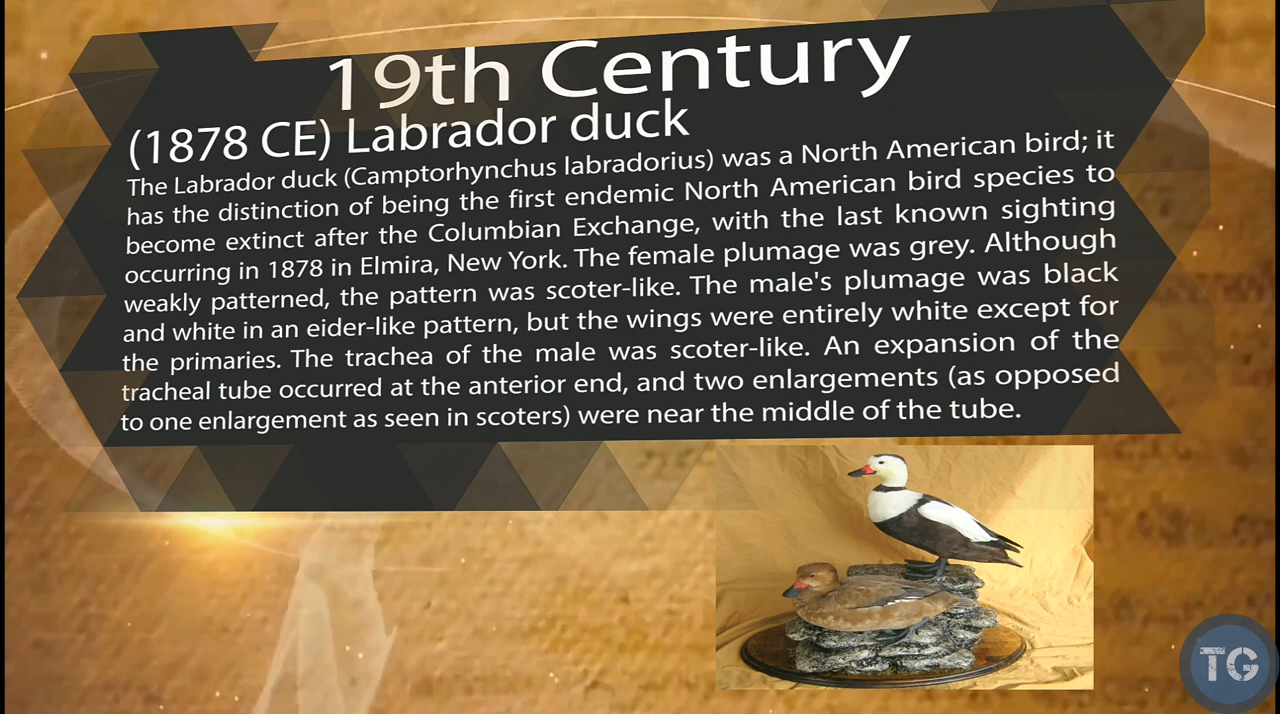 19th Century
(1878 CE) Labrador duck
The Labrador duck (Camptorhynchus labradorius) was a North American bird; it
has the distinction of being the first endemic North American bird species to
become extinct after the Columbian Exchange, with the last known sighting
occurring in 1878 in Elmira, New York. The female plumage was grey. Although
weakly patterned, the pattern was scoter-like. The male's plumage was black
and white in an eider-like pattern, but the wings were entirely white except for
the primaries. The trachea of the male was scoter-like. An expansion of the
tracheal tube occurred at the anterior end, and two enlargements (as opposed
to one enlargement as seen in scoters) were near the middle of the tube.
TG